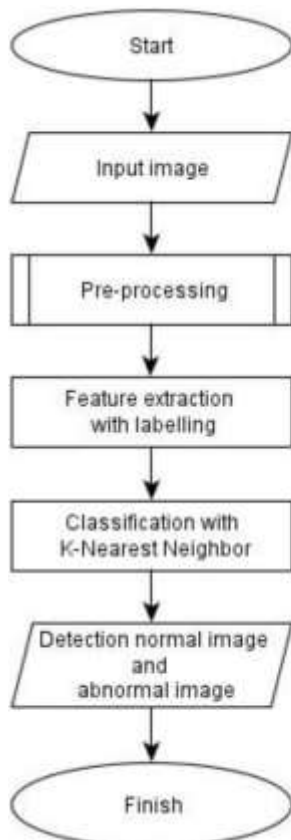 Start
Input image
Pre-processing
Feature extraction
with labelling
Classification with
K-Nearest Neighbor
Detection normal image
and
abnormal image
Finish